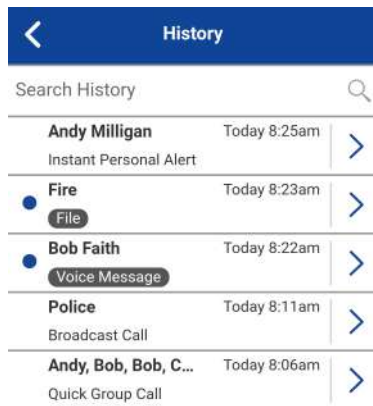 History
Search History
Andy Milligan Today 8:25am
Instant Personal Alert
Fire Today 8:23am
File
Bob Faith Today 8:22am
Voice Message
Police Today 8:11am
Broadcast Call
Andy, Bob, Bob, C... Today 8:06am
Quick Group Call